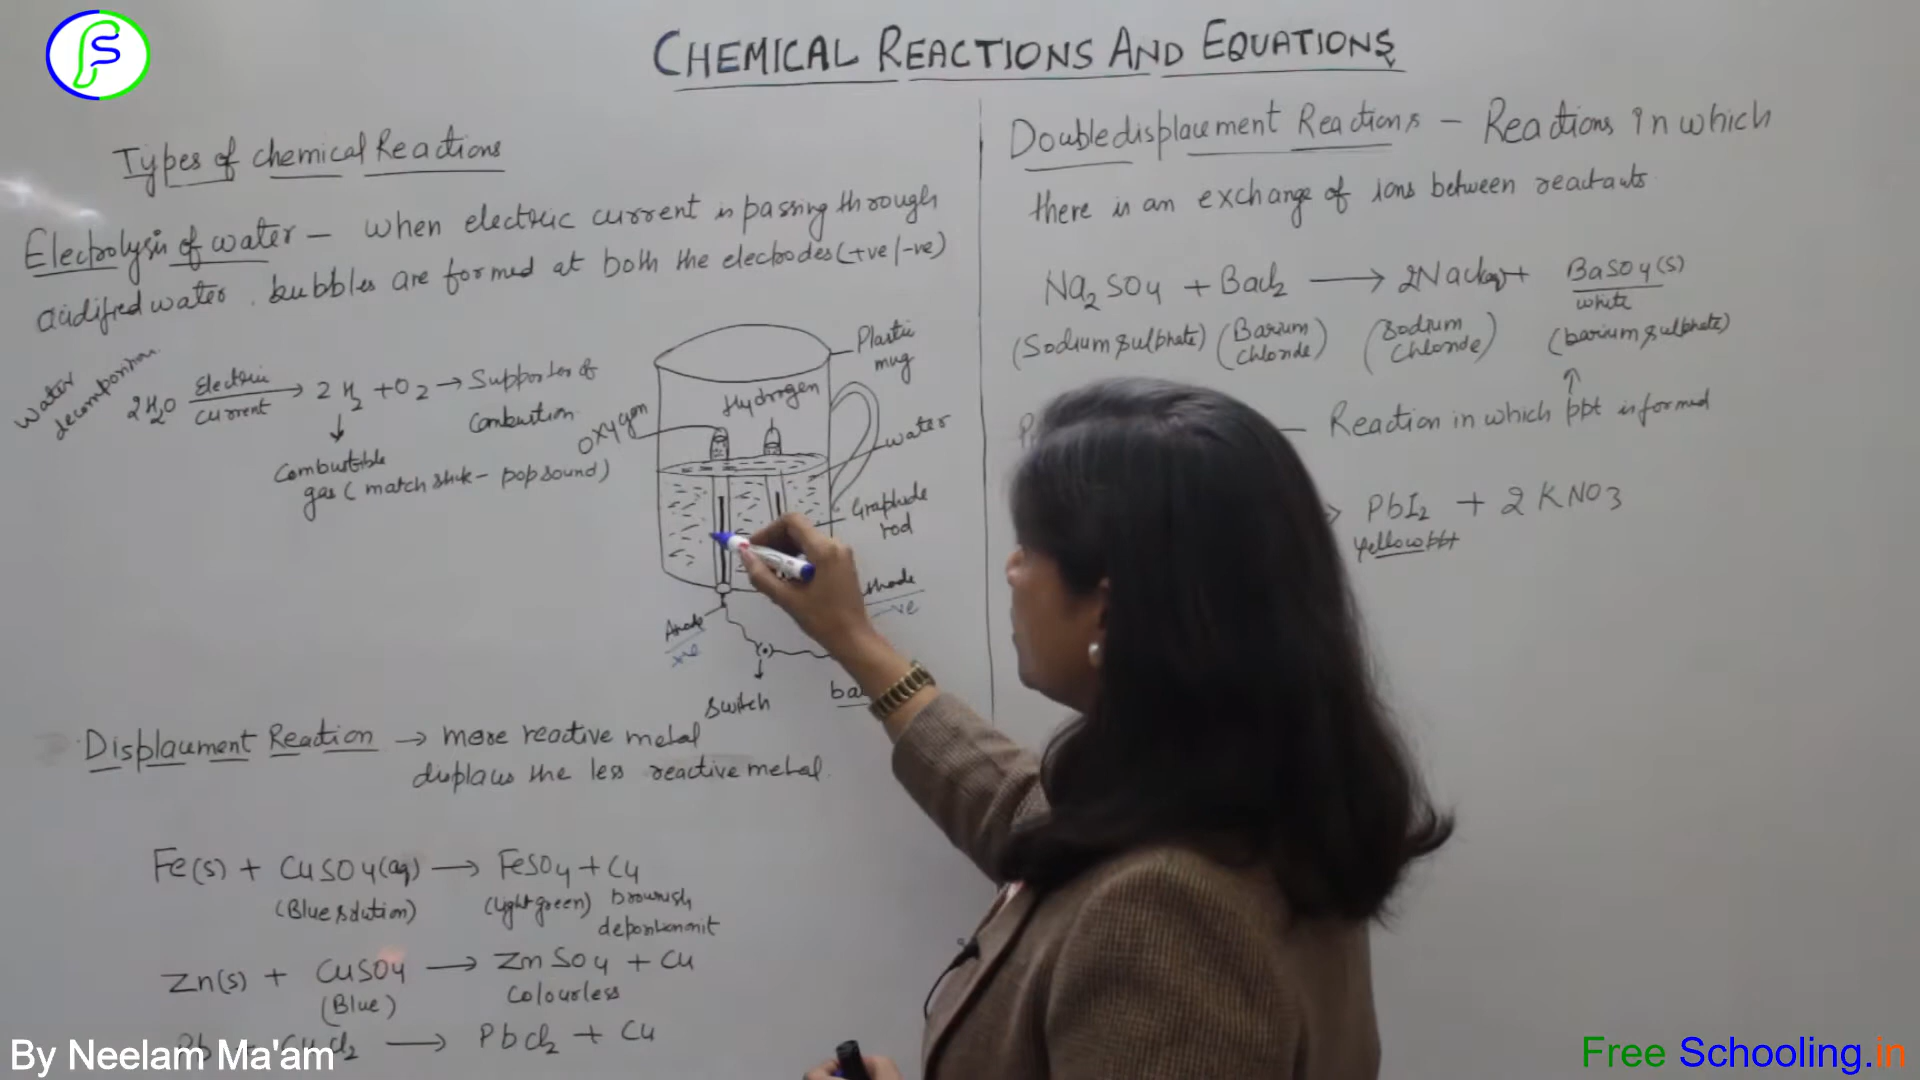 CHEMICAL REACTIONS AND EQUATIONS
Types of chemical Reactions
Electrolysis of water – when electric current is passing through
acidified water, bubbles are formed at both the electrodes (+ve/-ve)
Water
decomposition
2H2O Electric current → 2H2 + O2 → Supporter of
Combustion
Combustible
gas (match stick – pop sound)
Oxygen
Hydrogen
Plastic
mug
water
Graphide
rod
Anode
+ve
-ve
Switch
Displacement Reaction → more reactive metal
displaces the less reactive metal.
Fe(s) + CuSO4(aq) → FeSO4 + Cu
(Blue solution) (light green) brownish
Zn(s) + CuSO4 → ZnSO4 + Cu
(Blue) Colourless
→ PbCl2 + Cu
Double displacement Reactions – Reactions in which
there is an exchange of ions between reactants
Na2SO4 + BaCl2 → 2NaCl(aq) + BaSO4(s)
white
(Sodium sulphate) (Barium chloride) (Sodium chloride) (barium sulphate)
– Reaction in which ppt is formed
→ PbI2 + 2KNO3
yellow ppt
FS
By Neelam Ma'am
Free Schooling.in